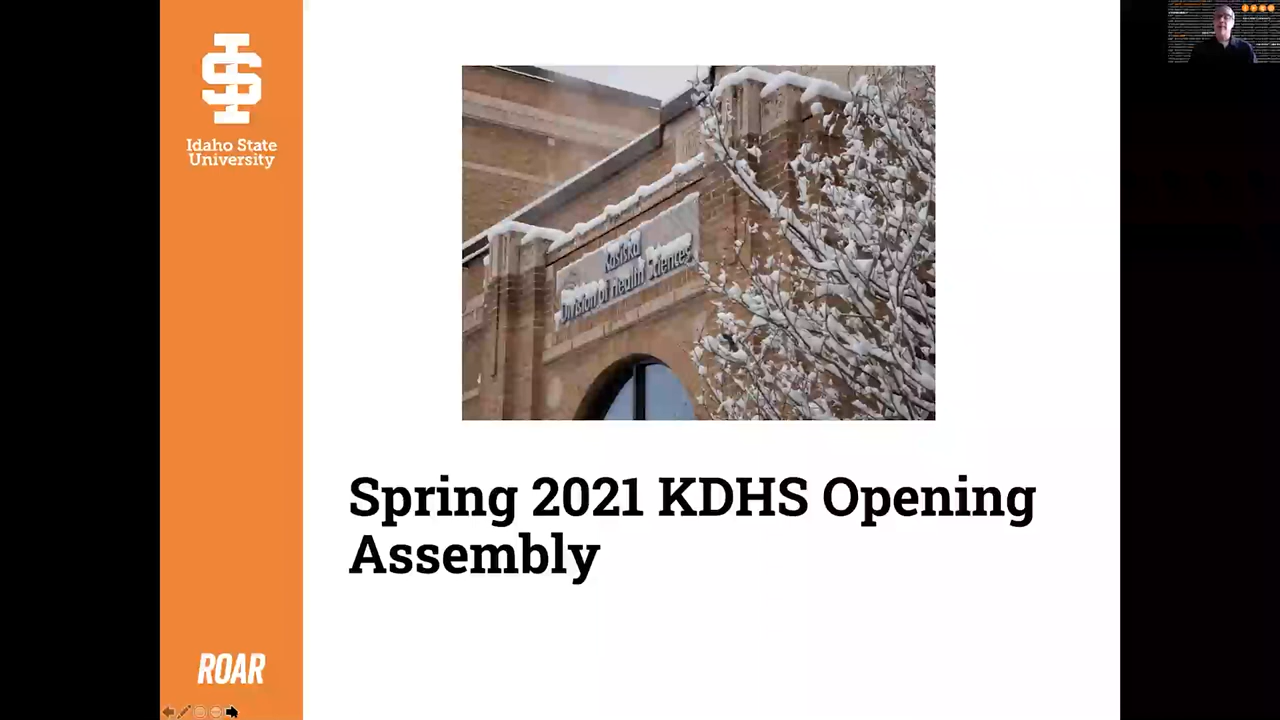 Idaho State
University
Kasiska
Division of Health Sciences
Spring 2021 KDHS Opening
Assembly
ROAR